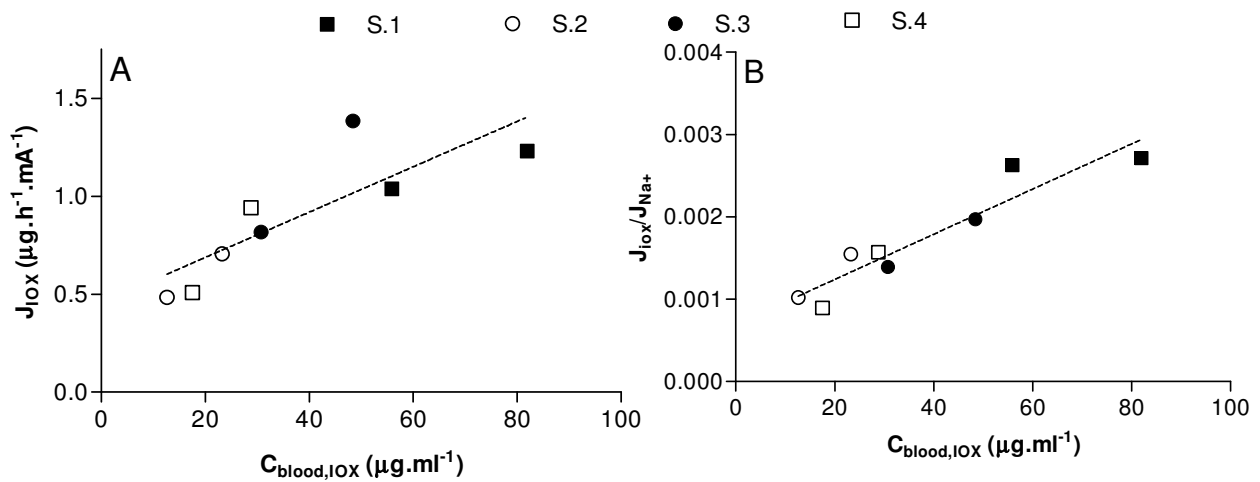 S.1 S.2 S.3 S.4
A
J_IOX (μg.h⁻¹.mA⁻¹)
1.5
1.0
0.5
0.0
0 20 40 60 80 100
C_blood,IOX (μg.ml⁻¹)
B
J_iox/J_Na+
0.004
0.003
0.002
0.001
0.000
0 20 40 60 80 100
C_blood,IOX (μg.ml⁻¹)